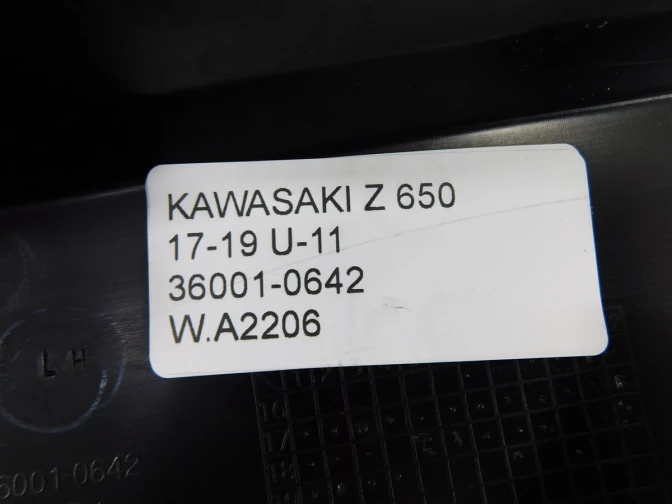 KAWASAKI Z 650
17-19 U-11
36001-0642
W.A2206
LH
6001-0642